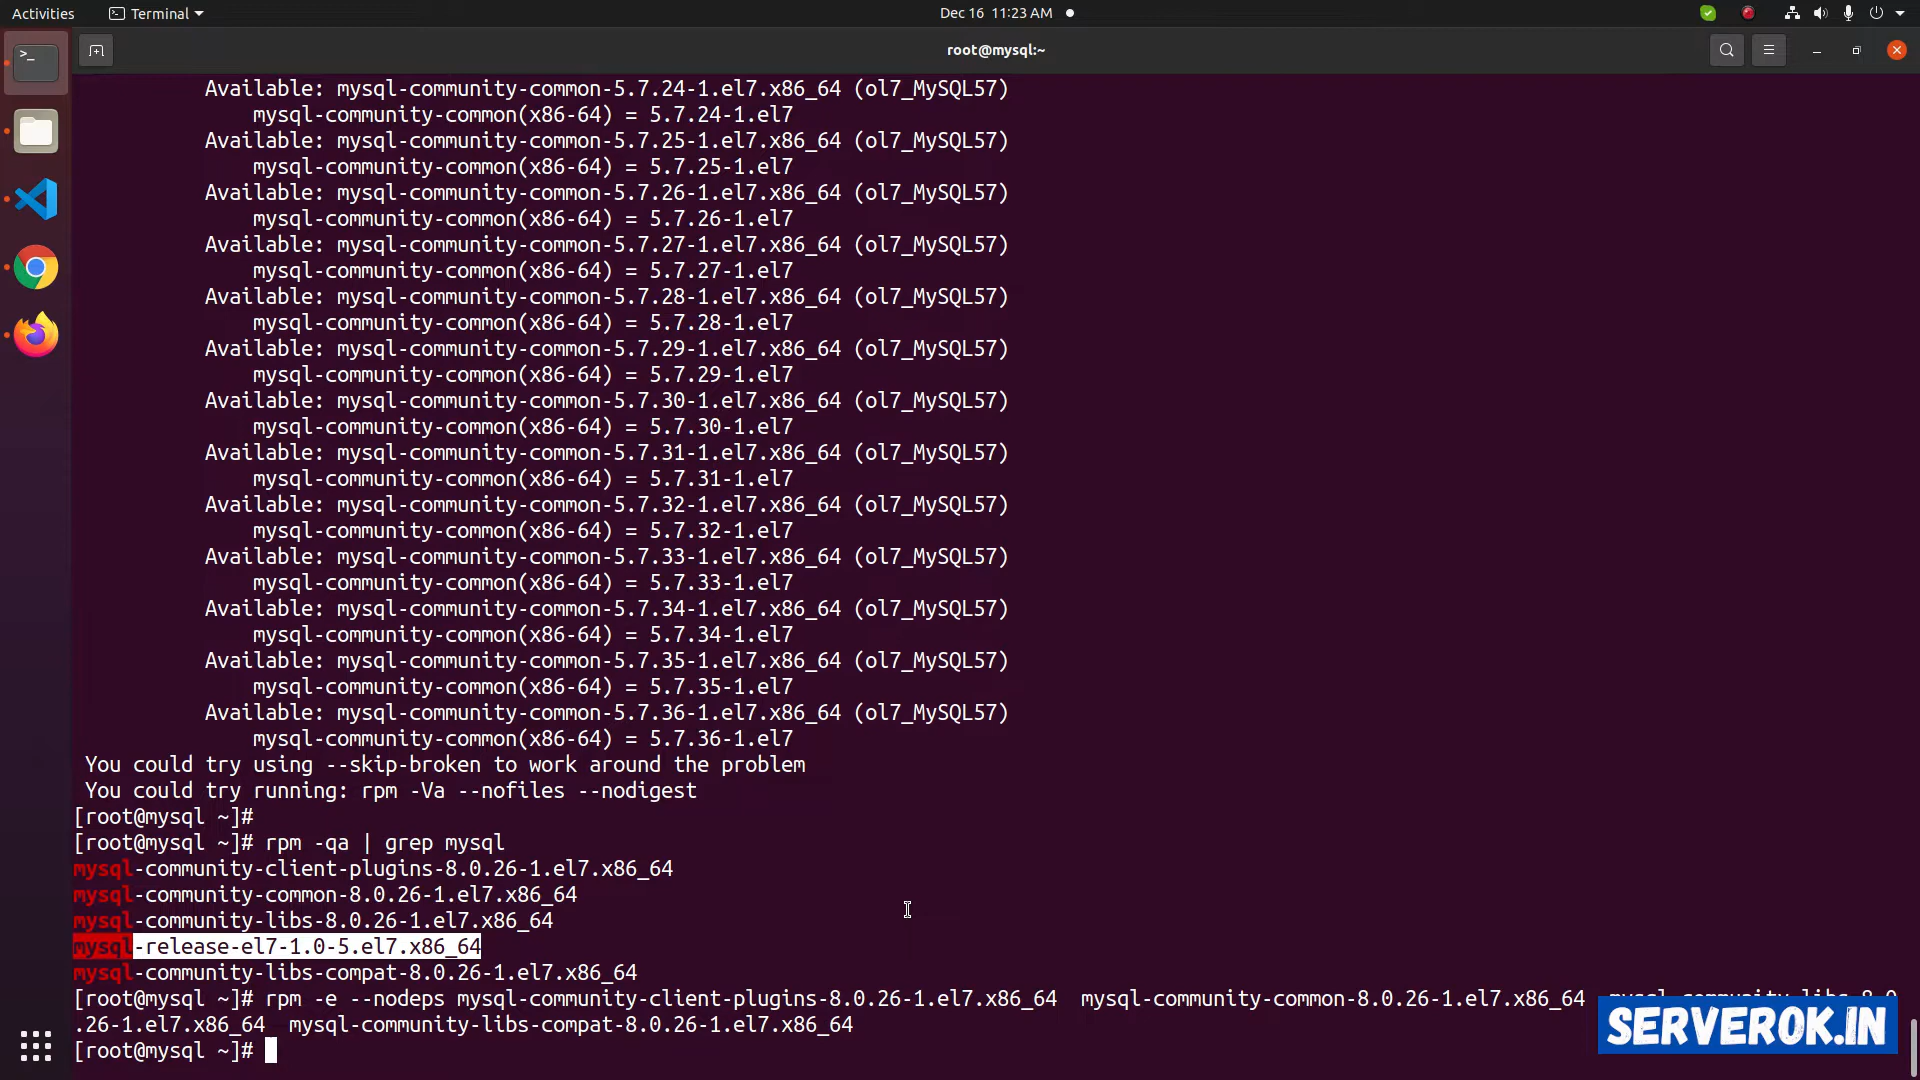 Activities Terminal Dec 16 11:23 AM
root@mysql:~
Available: mysql-community-common-5.7.24-1.el7.x86_64 (ol7_MySQL57)
mysql-community-common(x86-64) = 5.7.24-1.el7
Available: mysql-community-common-5.7.25-1.el7.x86_64 (ol7_MySQL57)
mysql-community-common(x86-64) = 5.7.25-1.el7
Available: mysql-community-common-5.7.26-1.el7.x86_64 (ol7_MySQL57)
mysql-community-common(x86-64) = 5.7.26-1.el7
Available: mysql-community-common-5.7.27-1.el7.x86_64 (ol7_MySQL57)
mysql-community-common(x86-64) = 5.7.27-1.el7
Available: mysql-community-common-5.7.28-1.el7.x86_64 (ol7_MySQL57)
mysql-community-common(x86-64) = 5.7.28-1.el7
Available: mysql-community-common-5.7.29-1.el7.x86_64 (ol7_MySQL57)
mysql-community-common(x86-64) = 5.7.29-1.el7
Available: mysql-community-common-5.7.30-1.el7.x86_64 (ol7_MySQL57)
mysql-community-common(x86-64) = 5.7.30-1.el7
Available: mysql-community-common-5.7.31-1.el7.x86_64 (ol7_MySQL57)
mysql-community-common(x86-64) = 5.7.31-1.el7
Available: mysql-community-common-5.7.32-1.el7.x86_64 (ol7_MySQL57)
mysql-community-common(x86-64) = 5.7.32-1.el7
Available: mysql-community-common-5.7.33-1.el7.x86_64 (ol7_MySQL57)
mysql-community-common(x86-64) = 5.7.33-1.el7
Available: mysql-community-common-5.7.34-1.el7.x86_64 (ol7_MySQL57)
mysql-community-common(x86-64) = 5.7.34-1.el7
Available: mysql-community-common-5.7.35-1.el7.x86_64 (ol7_MySQL57)
mysql-community-common(x86-64) = 5.7.35-1.el7
Available: mysql-community-common-5.7.36-1.el7.x86_64 (ol7_MySQL57)
mysql-community-common(x86-64) = 5.7.36-1.el7
You could try using --skip-broken to work around the problem
You could try running: rpm -Va --nofiles --nodigest
[root@mysql ~]#
[root@mysql ~]# rpm -qa | grep mysql
mysql-community-client-plugins-8.0.26-1.el7.x86_64
mysql-community-common-8.0.26-1.el7.x86_64
mysql-community-libs-8.0.26-1.el7.x86_64
mysql-release-el7-1.0-5.el7.x86_64
mysql-community-libs-compat-8.0.26-1.el7.x86_64
[root@mysql ~]# rpm -e --nodeps mysql-community-client-plugins-8.0.26-1.el7.x86_64 mysql-community-common-8.0.26-1.el7.x86_64
.26-1.el7.x86_64 mysql-community-libs-compat-8.0.26-1.el7.x86_64
[root@mysql ~]#
SERVEROK.IN